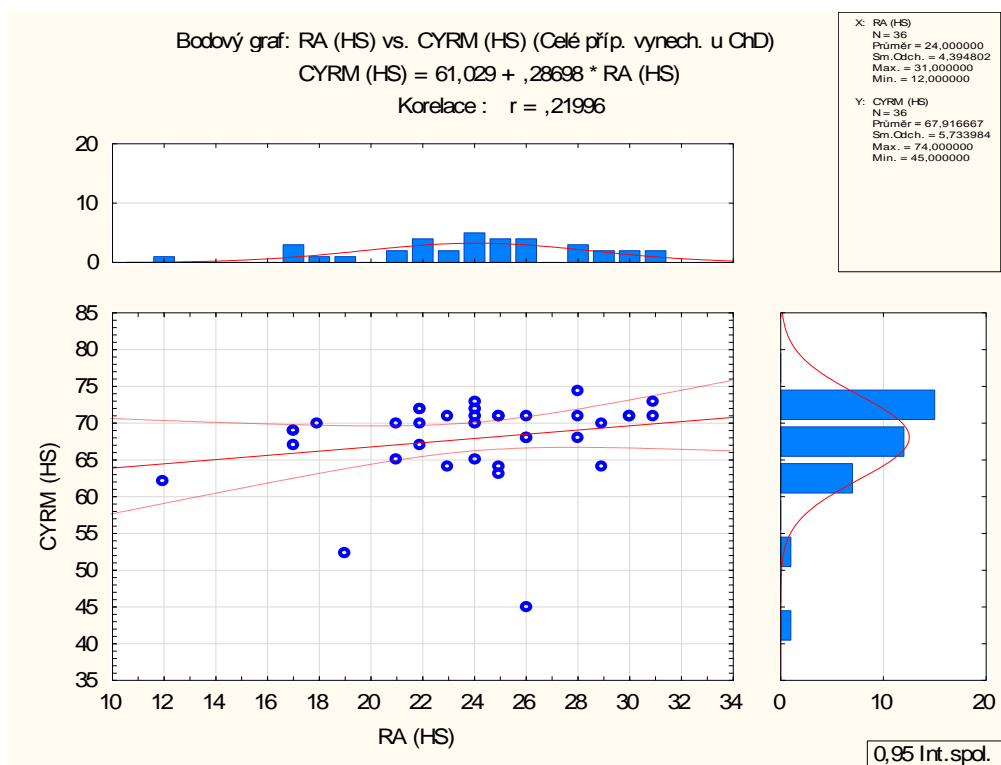 Bodový graf: RA (HS) vs. CYRM (HS) (Celé příp. vynech. u ChD)
CYRM (HS) = 61,029 + ,28698 * RA (HS)
Korelace : r = ,21996
X: RA (HS)
N = 36
Průměr = 24,000000
Sm.Odch. = 4,394802
Max. = 31,000000
Min. = 12,000000
Y: CYRM (HS)
N = 36
Průměr = 67,916667
Sm.Odch. = 5,733984
Max. = 74,000000
Min. = 45,000000
20
10
0
85
80
75
70
65
60
55
50
45
40
35
CYRM (HS)
10 12 14 16 18 20 22 24 26 28 30 32 34
RA (HS)
0 10 20
0,95 Int.spol.